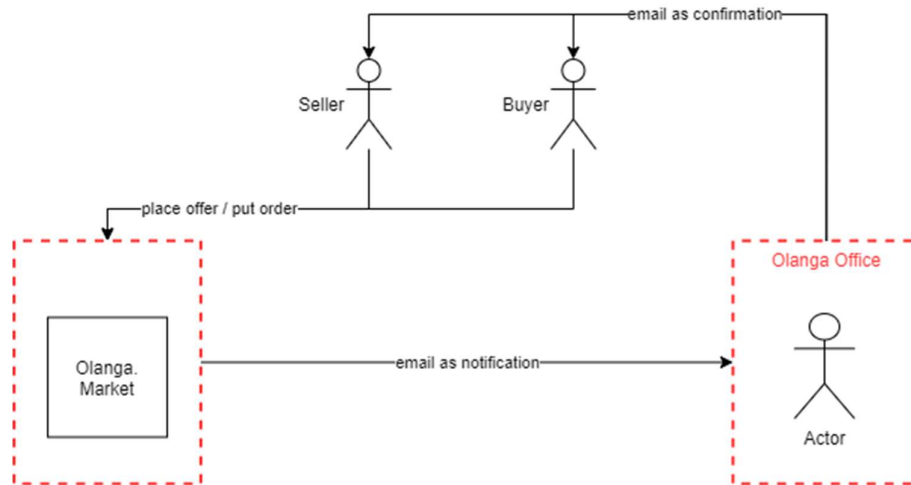 email as confirmation
Seller
Buyer
place offer / put order
Olanga Office
Olanga.
Market
email as notification
Actor